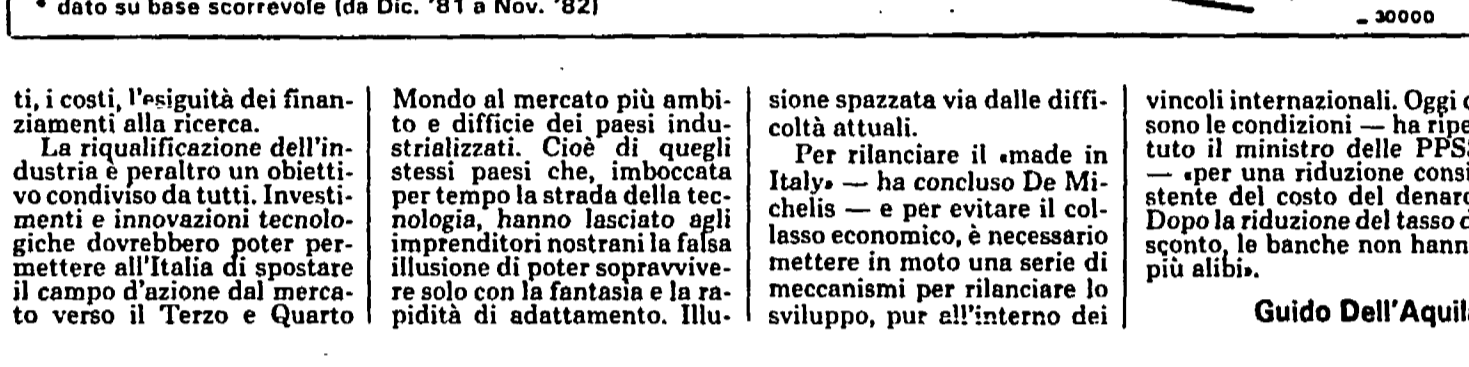 * dato su base scorrevole (da Dic. '81 a Nov. '82)
- 30000
ti, i costi, l'esiguità dei finan-
ziamenti alla ricerca.
La riqualificazione dell'in-
dustria è peraltro un obietti-
vo condiviso da tutti. Investi-
menti e innovazioni tecnolo-
giche dovrebbero poter per-
mettere all'Italia di spostare
il campo d'azione dal merca-
to verso il Terzo e Quarto
Mondo al mercato più ambi-
to e difficie dei paesi indu-
strializzati. Cioè di quegli
stessi paesi che, imboccata
per tempo la strada della tec-
nologia, hanno lasciato agli
imprenditori nostrani la falsa
illusione di poter sopravvive-
re solo con la fantasia e la ra-
pidità di adattamento. Illu-
sione spazzata via dalle diffi-
coltà attuali.
Per rilanciare il «made in
Italy» — ha concluso De Mi-
chelis — e per evitare il col-
lasso economico, è necessario
mettere in moto una serie di
meccanismi per rilanciare lo
sviluppo, pur all'interno dei
vincoli internazionali. Oggi
sono le condizioni — ha ripe
tuto il ministro delle PPS
— «per una riduzione consi
stente del costo del denar
Dopo la riduzione del tasso d
sconto, le banche non hann
più alibi».
Guido Dell'Aquil